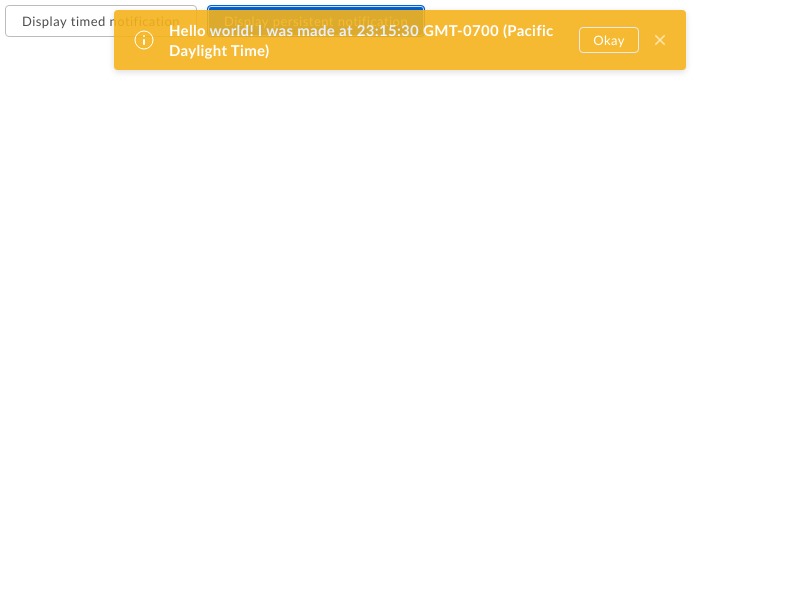 Display timed notification
Display persistent notification
Hello world! I was made at 23:15:30 GMT-0700 (Pacific
Daylight Time)
Okay